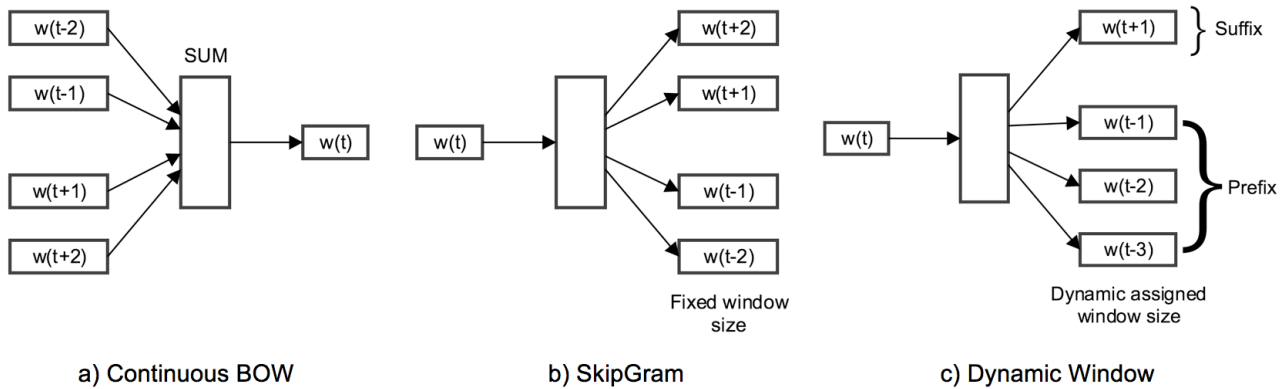 w(t-2)
w(t-1)
w(t+1)
w(t+2)
SUM
w(t)
a) Continuous BOW
w(t)
w(t+2)
w(t+1)
w(t-1)
w(t-2)
Fixed window
size
b) SkipGram
w(t)
w(t+1)
Suffix
w(t-1)
w(t-2)
w(t-3)
Prefix
Dynamic assigned
window size
c) Dynamic Window